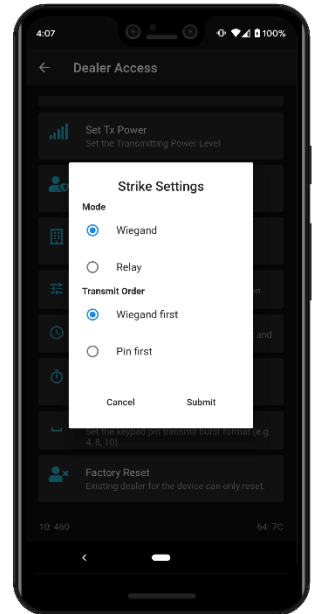 4:07
100%
Dealer Access
Set Tx Power
Set the Transmitting Power Level
Strike Settings
Mode
Wiegand
Relay
Transmit Order
en
Wiegand first
and
Pin first
Cancel
Submit
Set the keypad pin transmit burst format (e.g
4, 8, 10)
Factory Reset
Existing dealer for the device can only reset.
10: 460
64: 7C